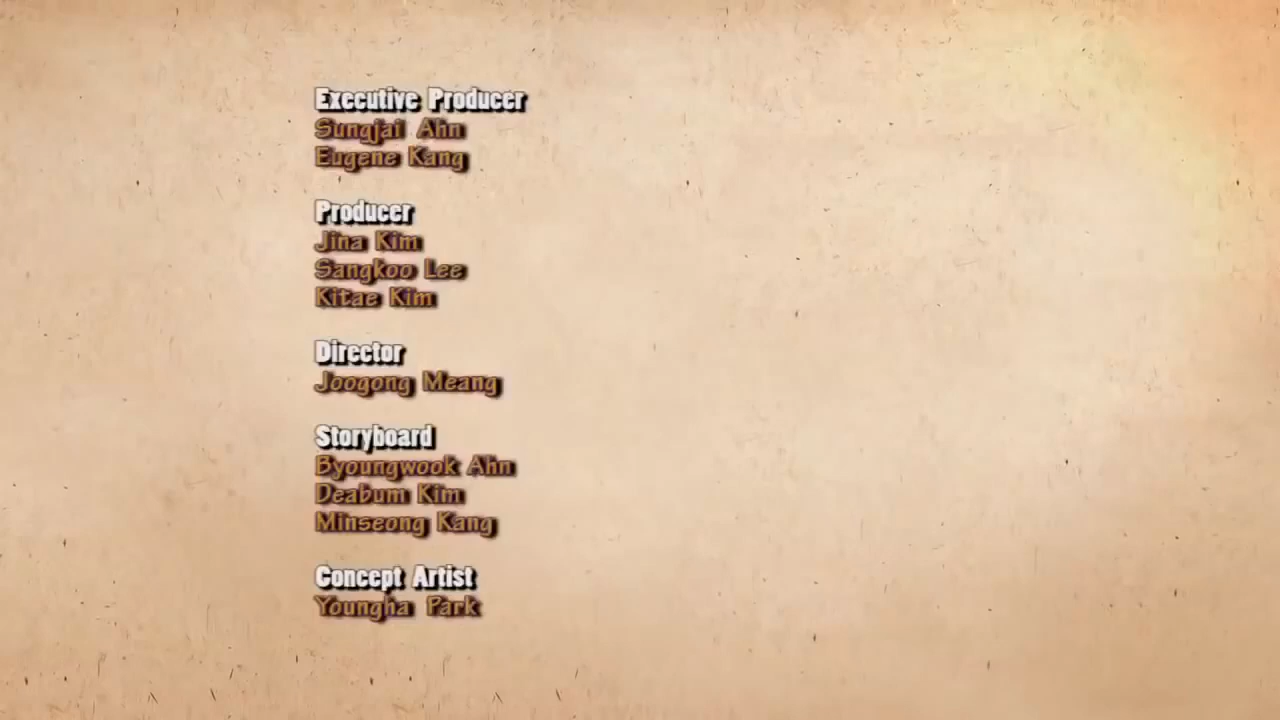 Executive Producer
Sungjai Ahn
Eugene Kang
Producer
Jina Kim
Sangkoo Lee
Kitae Kim
Director
Joogong Meang
Storyboard
Byoungwook Ahn
Deabum Kim
Minseong Kang
Concept Artist
Youngha Park